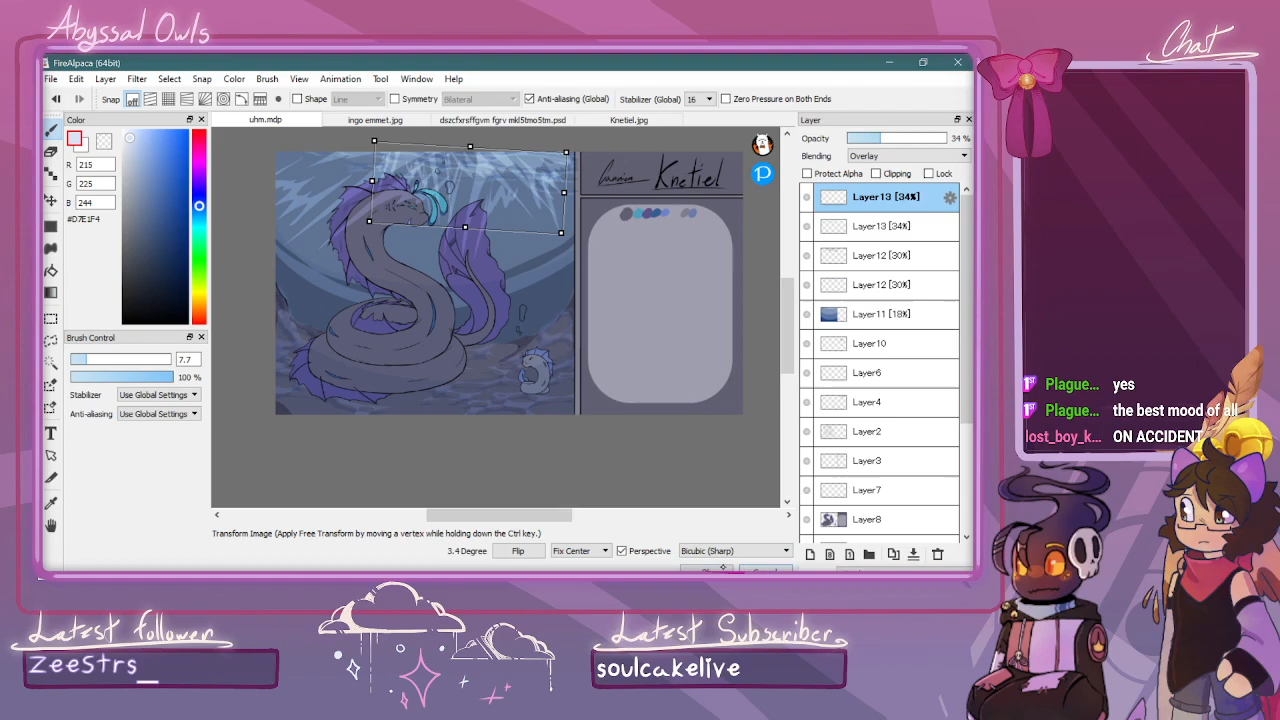 Abyssal Owls
Chat
FireAlpaca (64bit)
File Edit Layer Filter Select Snap Color Brush View Animation Tool Window Help
Snap off Shape Line Symmetry Bilateral Anti-aliasing (Global) Stabilizer (Global) 16 Zero Pressure on Both Ends
Color
uhm.mdp
ingo emmet.jpg
dszcfxrsffgvm fgrv mkl5tmo5tm.psd
Knetiel.jpg
Layer
R 215
G 225
B 244
#D7E1F4
Opacity 34 %
Blending Overlay
Protect Alpha Clipping Lock
Layer13 [34%]
Layer13 [34%]
Layer12 [30%]
Layer12 [30%]
Layer11 [18%]
Layer10
Layer6
Layer4
Layer2
Layer3
Layer7
Layer8
Knetiel
Brush Control
7.7
100 %
Stabilizer Use Global Settings
Anti-aliasing Use Global Settings
Transform Image (Apply Free Transform by moving a vertex while holding down the Ctrl key.)
3.4 Degree Flip Fix Center Perspective Bicubic (Sharp)
Plague... yes
Plague... the best mood of all
lost_boy_k... ON ACCIDENT
Latest follower
zeeStrs_
Latest Subscriber
soulcakelive